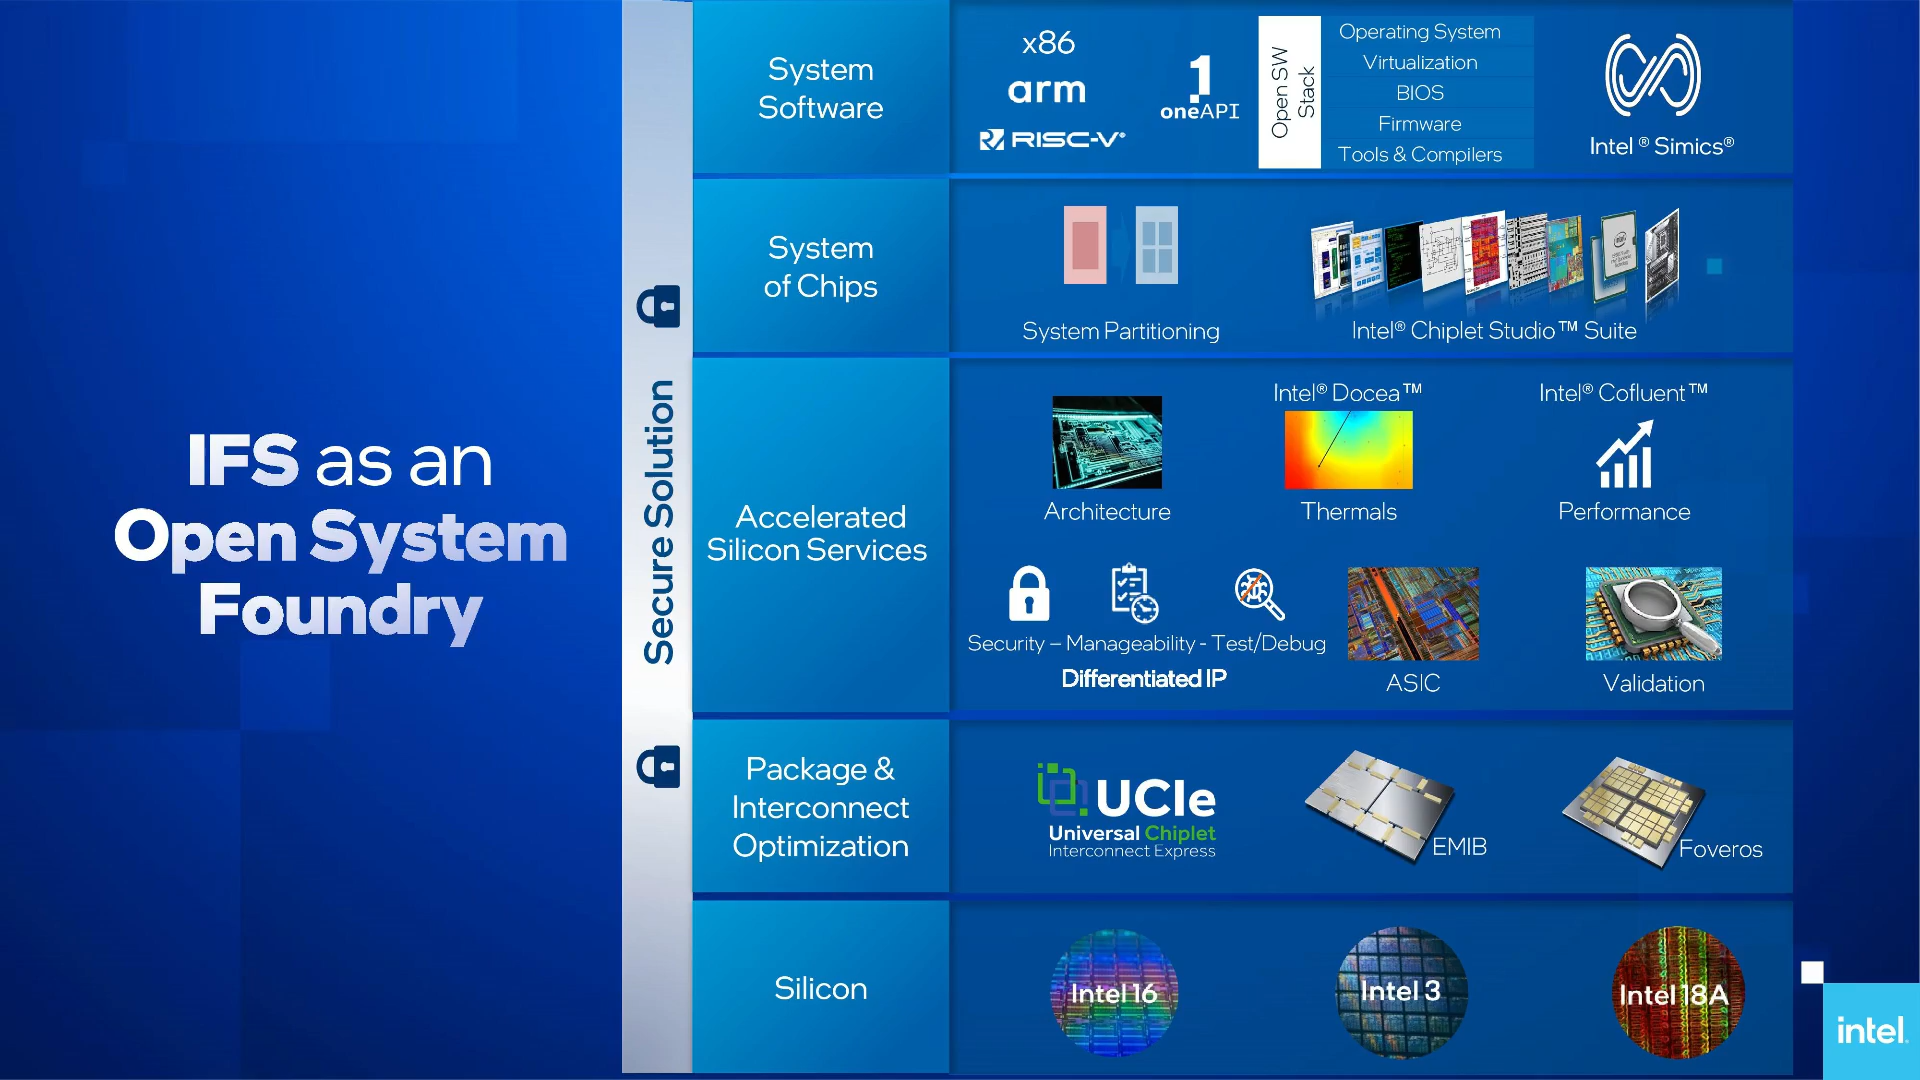 IFS as an
Open System
Foundry
Secure Solution
System
Software
x86
arm
RISC-V®
oneAPI
Open SW
Stack
Operating System
Virtualization
BIOS
Firmware
Tools & Compilers
Intel ® Simics®
System
of Chips
System Partitioning
Intel® Chiplet Studio™ Suite
Accelerated
Silicon Services
Architecture
Intel® Docea™
Thermals
Intel® Cofluent™
Performance
Security – Manageability - Test/Debug
Differentiated IP
ASIC
Validation
Package &
Interconnect
Optimization
UCIe
Universal Chiplet
Interconnect Express
EMIB
Foveros
Silicon
Intel 16
Intel 3
Intel 18A
intel.